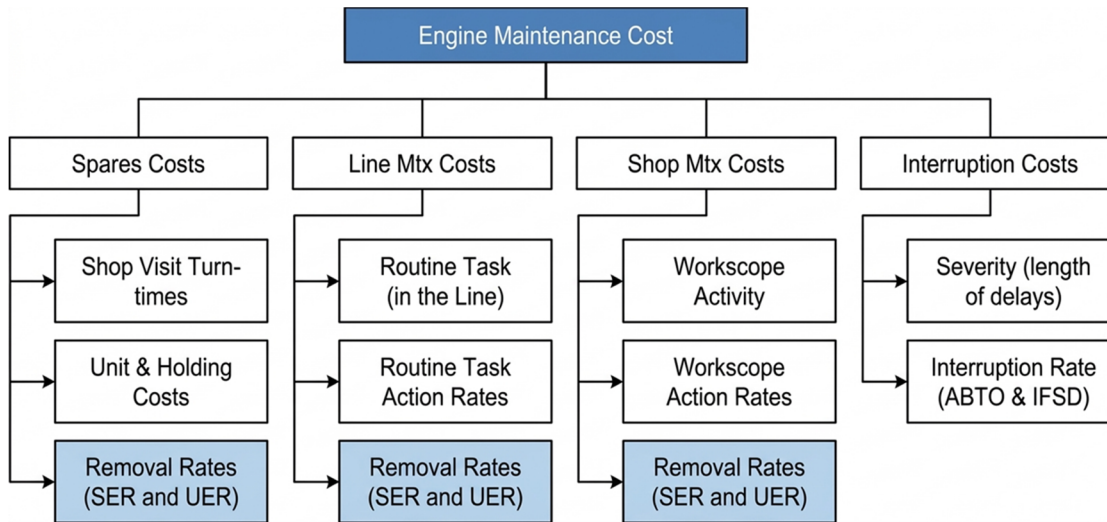 Engine Maintenance Cost
Spares Costs
Line Mtx Costs
Shop Mtx Costs
Interruption Costs
Shop Visit Turn-
times
Routine Task
(in the Line)
Workscope
Activity
Severity (length
of delays)
Unit & Holding
Costs
Routine Task
Action Rates
Workscope
Action Rates
Interruption Rate
(ABTO & IFSD)
Removal Rates
(SER and UER)
Removal Rates
(SER and UER)
Removal Rates
(SER and UER)